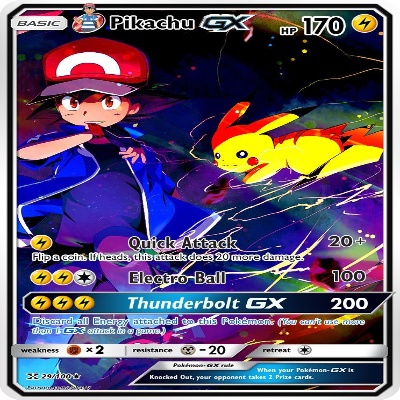 BASIC Pikachu GX HP 170
Quick Attack 20+
Flip a coin. If heads, this attack does 20 more damage.
Electro Ball 100
Thunderbolt GX 200
Discard all Energy attached to this Pokémon. (You can't use more
than 1 GX attack in a game.)
weakness ×2 resistance -20 retreat
29/100★ Pokémon-GX rule When your Pokémon-GX is
Knocked Out, your opponent takes 2 Prize cards.